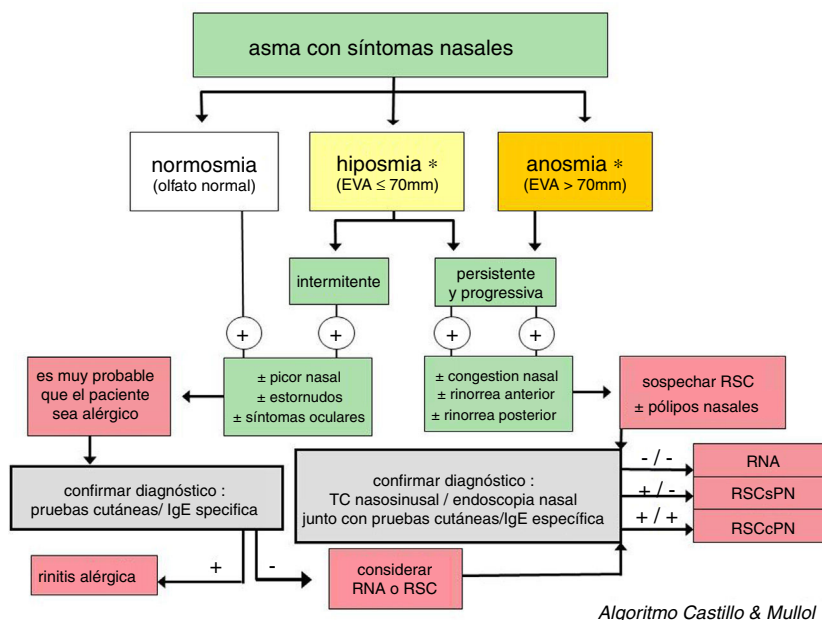 asma con síntomas nasales
normosmia
(olfato normal)
hiposmia *
(EVA ≤ 70mm)
anosmia *
(EVA > 70mm)
intermitente
persistente
y progressiva
+
+
+
+
es muy probable
que el paciente
sea alérgico
± picor nasal
± estornudos
± síntomas oculares
± congestion nasal
± rinorrea anterior
± rinorrea posterior
sospechar RSC
± pólipos nasales
confirmar diagnóstico :
pruebas cutáneas/ IgE specifica
confirmar diagnóstico :
TC nasosinusal / endoscopia nasal
junto con pruebas cutáneas/IgE específica
- / -
RNA
+ / -
RSCsPN
+ / +
RSCcPN
rinitis alérgica
+
-
considerar
RNA o RSC
Algoritmo Castillo & Mullol